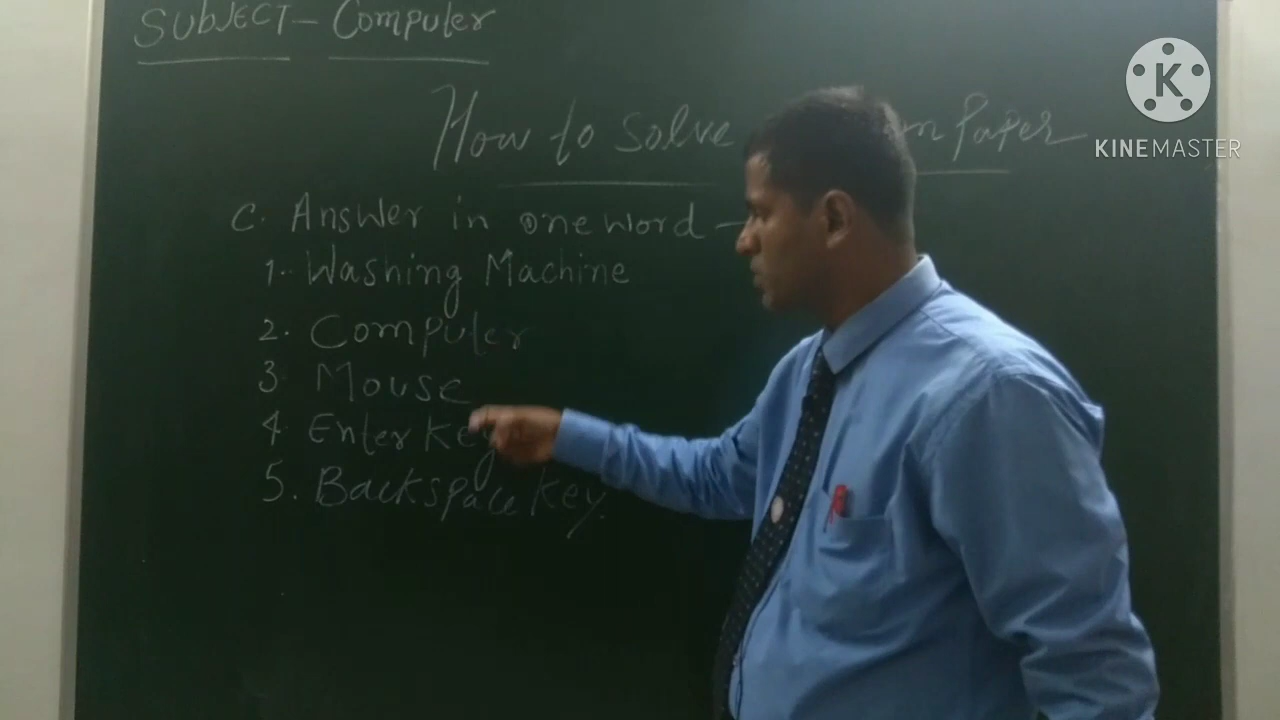 SUBJECT - Computer
How to solve Paper
C. Answer in one word -
1. Washing Machine
2. Computer
3 Mouse
4 Enter Key
5. Backspace Key.
K
KINEMASTER